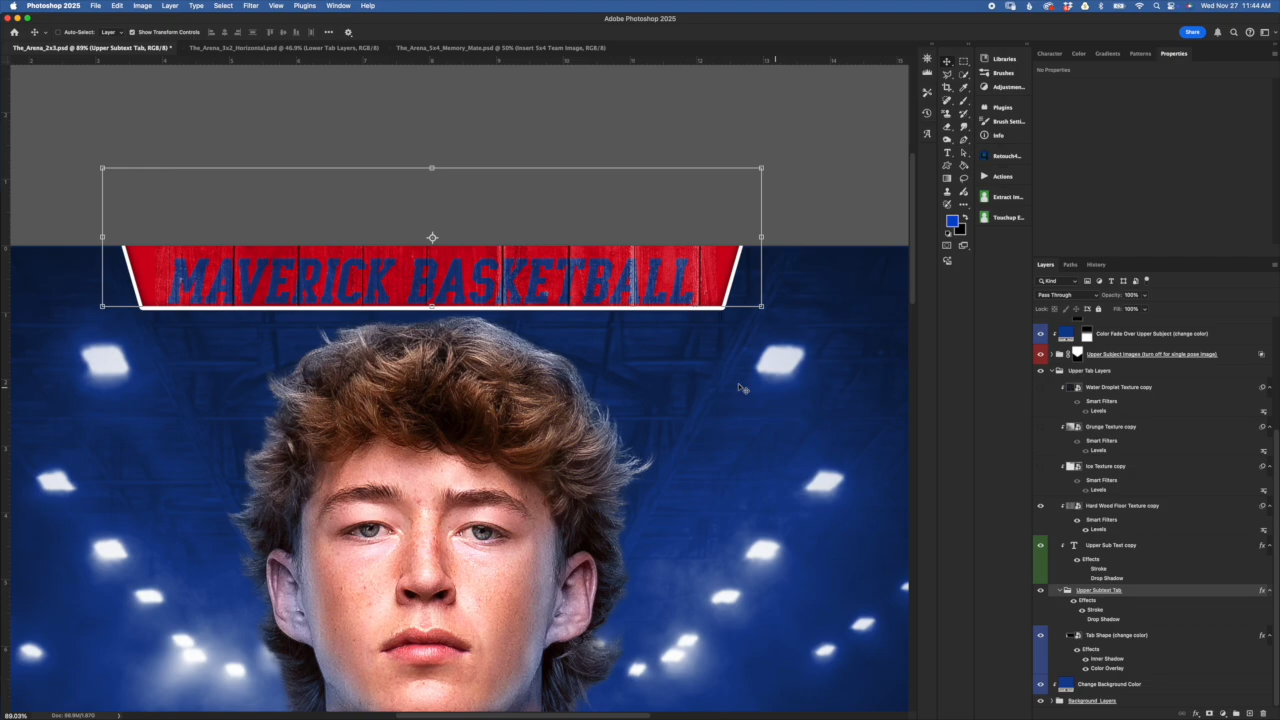 Photoshop 2025 File Edit Image Layer Type Select Filter View Plugins Window Help Wed Nov 27 11:44 AM
Adobe Photoshop 2025
Auto-Select: Layer Show Transform Controls Share
The_Arena_2x3.psd @ 89% (Upper Subtext Tab, RGB/8) * The_Arena_3x2_Horizontal.psd @ 46.9% (Lower Tab Layers, RGB/8) The_Arena_5x4_Memory_Mate.psd @ 50% (Insert 5x4 Team Image, RGB/8)
Character Color Gradients Patterns Properties
No Properties
Libraries
Brushes
Adjustmen...
Plugins
Brush Setti...
Info
Retouch4...
Actions
Extract Im...
Touchup E...
MAVERICK BASKETBALL
Layers Paths History
Kind
Pass Through Opacity: 100%
Lock: Fill: 100%
Color Fade Over Upper Subject (change color)
Upper Subject Images (turn off for single pose image)
Upper Tab Layers
Water Droplet Texture copy
Smart Filters
Levels
Grunge Texture copy
Smart Filters
Levels
Ice Texture copy
Smart Filters
Levels
Hard Wood Floor Texture copy
Smart Filters
Levels
Upper Sub Text copy
Effects
Stroke
Drop Shadow
Upper Subtext Tab
Effects
Stroke
Drop Shadow
Tab Shape (change color)
Effects
Inner Shadow
Color Overlay
Change Background Color
Background_Layers
89.03%